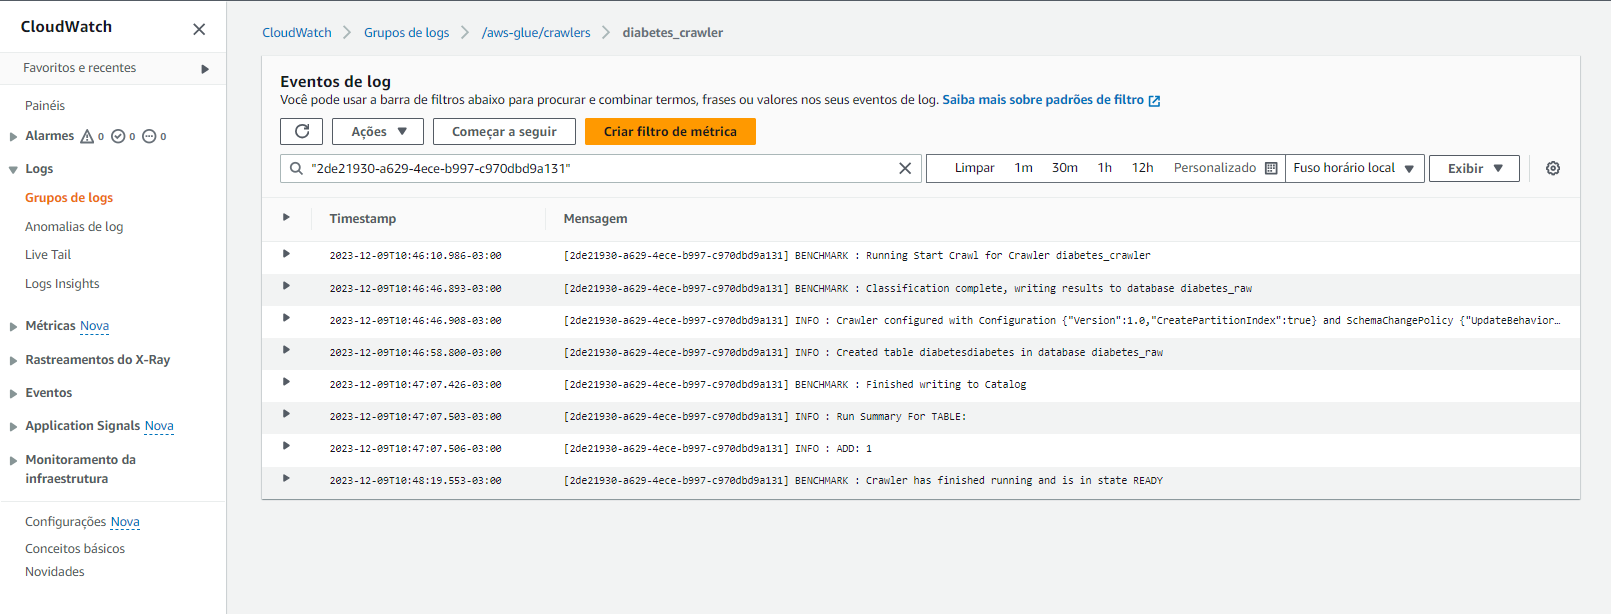 CloudWatch
Favoritos e recentes
Painéis
Alarmes 0 0 0
Logs
Grupos de logs
Anomalias de log
Live Tail
Logs Insights
Métricas Nova
Rastreamentos do X-Ray
Eventos
Application Signals Nova
Monitoramento da
infraestrutura
Configurações Nova
Conceitos básicos
Novidades
CloudWatch Grupos de logs /aws-glue/crawlers diabetes_crawler
Eventos de log
Você pode usar a barra de filtros abaixo para procurar e combinar termos, frases ou valores nos seus eventos de log. Saiba mais sobre padrões de filtro
Ações Começar a seguir Criar filtro de métrica
"2de21930-a629-4ece-b997-c970dbd9a131" Limpar 1m 30m 1h 12h Personalizado Fuso horário local Exibir
Timestamp Mensagem
2023-12-09T10:46:10.986-03:00 [2de21930-a629-4ece-b997-c970dbd9a131] BENCHMARK : Running Start Crawl for Crawler diabetes_crawler
2023-12-09T10:46:46.893-03:00 [2de21930-a629-4ece-b997-c970dbd9a131] BENCHMARK : Classification complete, writing results to database diabetes_raw
2023-12-09T10:46:46.908-03:00 [2de21930-a629-4ece-b997-c970dbd9a131] INFO : Crawler configured with Configuration {"Version":1.0,"CreatePartitionIndex":true} and SchemaChangePolicy {"UpdateBehavior…
2023-12-09T10:46:58.800-03:00 [2de21930-a629-4ece-b997-c970dbd9a131] INFO : Created table diabetesdiabetes in database diabetes_raw
2023-12-09T10:47:07.426-03:00 [2de21930-a629-4ece-b997-c970dbd9a131] BENCHMARK : Finished writing to Catalog
2023-12-09T10:47:07.503-03:00 [2de21930-a629-4ece-b997-c970dbd9a131] INFO : Run Summary For TABLE:
2023-12-09T10:47:07.506-03:00 [2de21930-a629-4ece-b997-c970dbd9a131] INFO : ADD: 1
2023-12-09T10:48:19.553-03:00 [2de21930-a629-4ece-b997-c970dbd9a131] BENCHMARK : Crawler has finished running and is in state READY